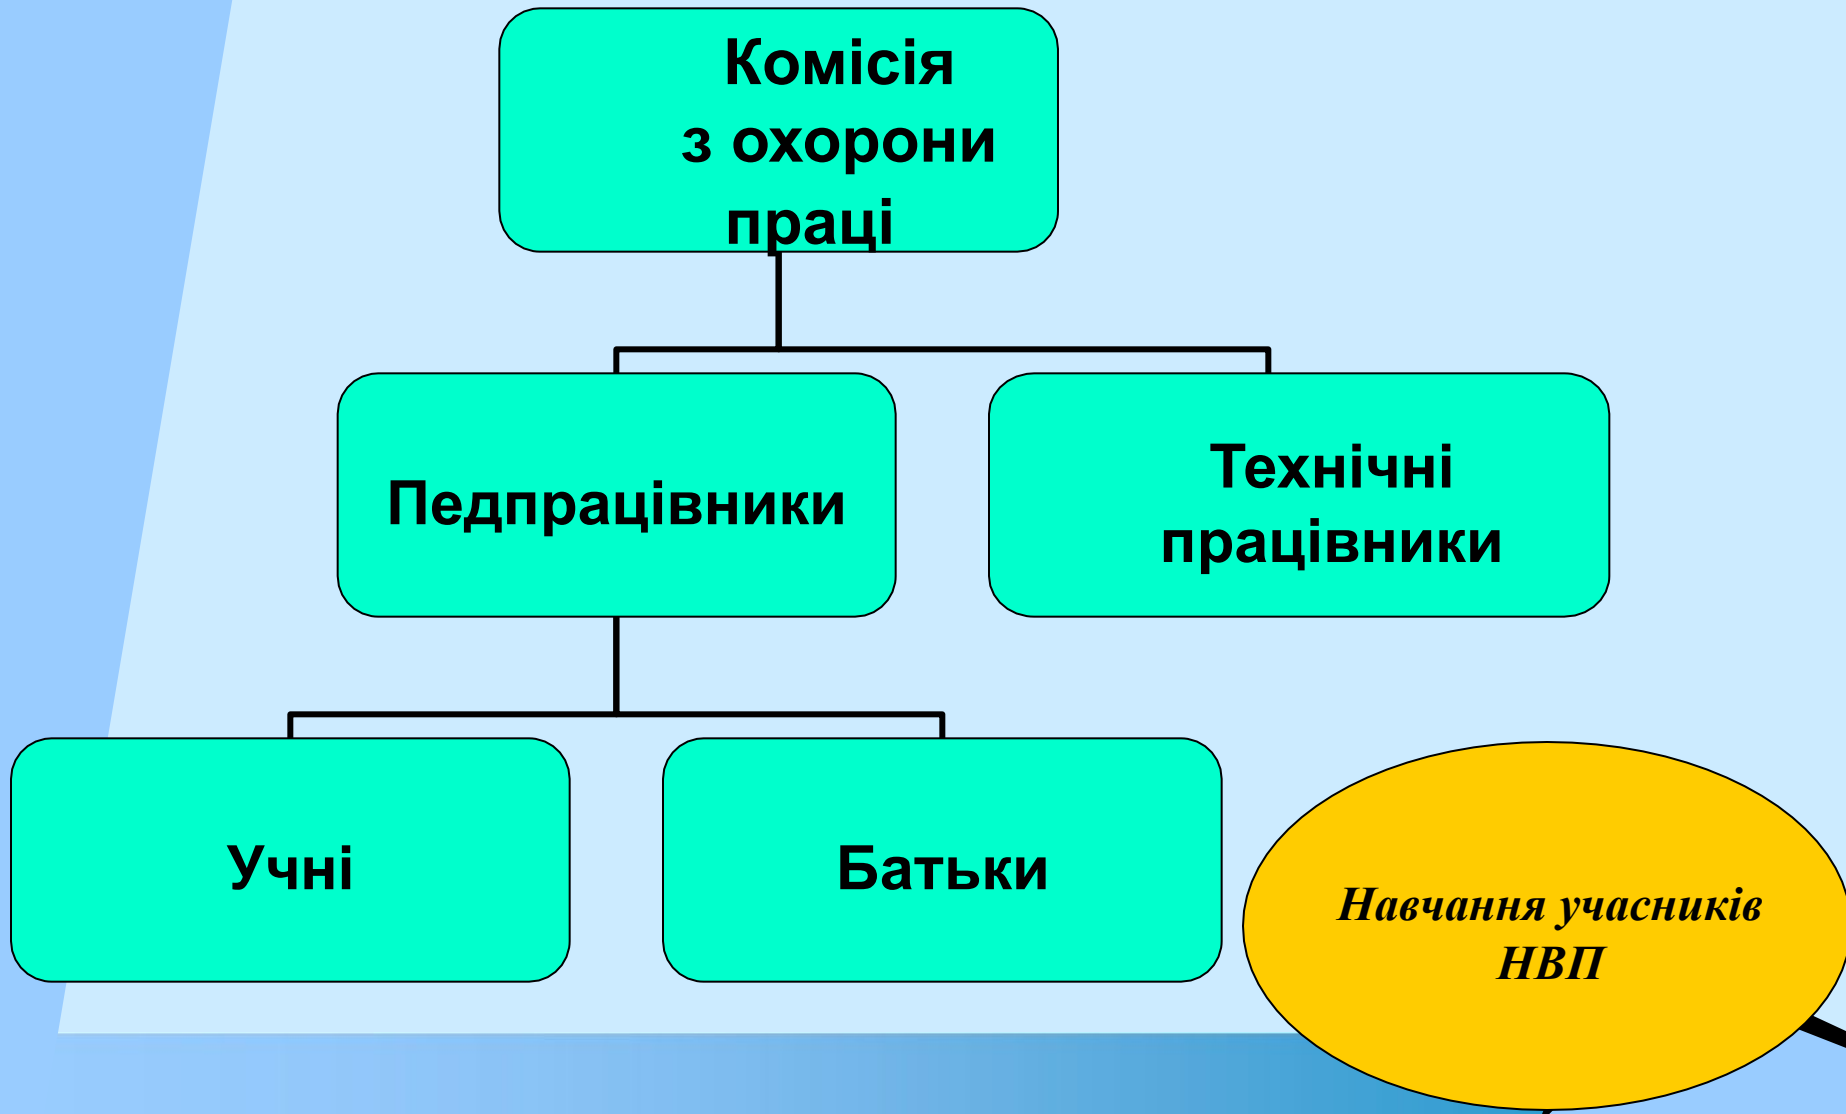 Комісія
з охорони
праці
Педпрацівники
Технічні
працівники
Учні
Батьки
Навчання учасників
НВП